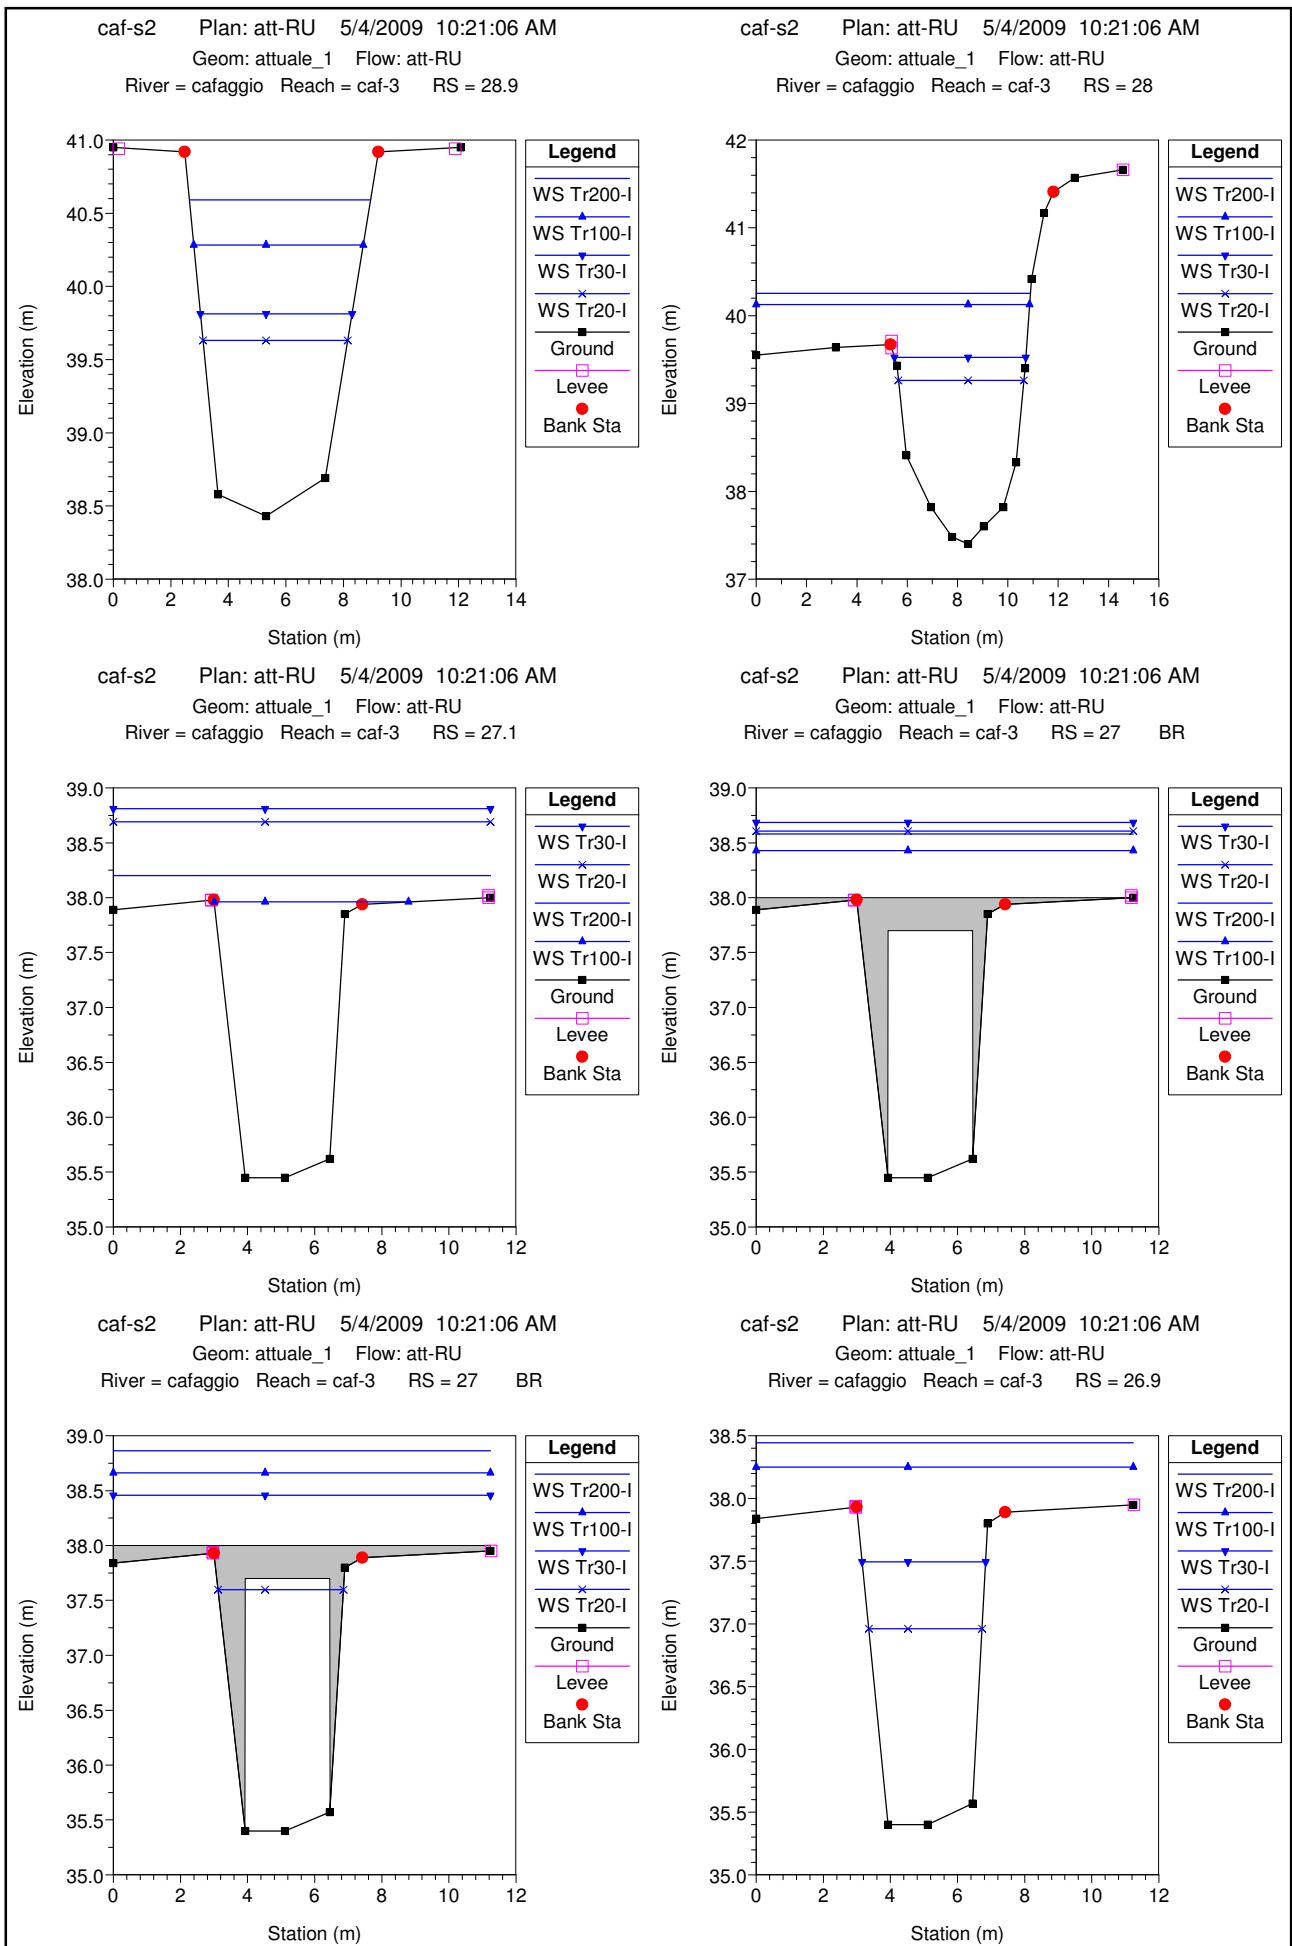 caf-s2 Plan: att-RU 5/4/2009 10:21:06 AM
Geom: attuale_1 Flow: att-RU
River = cafaggio Reach = caf-3 RS = 28.9
41.0
40.5
40.0
39.5
39.0
38.5
38.0
0 2 4 6 8 10 12 14
Station (m)
Elevation (m)
Legend
WS Tr200-I
WS Tr100-I
WS Tr30-I
WS Tr20-I
Ground
Levee
Bank Sta
caf-s2 Plan: att-RU 5/4/2009 10:21:06 AM
Geom: attuale_1 Flow: att-RU
River = cafaggio Reach = caf-3 RS = 28
42
41
40
39
38
37
0 2 4 6 8 10 12 14 16
Station (m)
Elevation (m)
Legend
WS Tr200-I
WS Tr100-I
WS Tr30-I
WS Tr20-I
Ground
Levee
Bank Sta
caf-s2 Plan: att-RU 5/4/2009 10:21:06 AM
Geom: attuale_1 Flow: att-RU
River = cafaggio Reach = caf-3 RS = 27.1
39.0
38.5
38.0
37.5
37.0
36.5
36.0
35.5
35.0
0 2 4 6 8 10 12
Station (m)
Elevation (m)
Legend
WS Tr30-I
WS Tr20-I
WS Tr200-I
WS Tr100-I
Ground
Levee
Bank Sta
caf-s2 Plan: att-RU 5/4/2009 10:21:06 AM
Geom: attuale_1 Flow: att-RU
River = cafaggio Reach = caf-3 RS = 27 BR
39.0
38.5
38.0
37.5
37.0
36.5
36.0
35.5
35.0
0 2 4 6 8 10 12
Station (m)
Elevation (m)
Legend
WS Tr30-I
WS Tr20-I
WS Tr200-I
WS Tr100-I
Ground
Levee
Bank Sta
caf-s2 Plan: att-RU 5/4/2009 10:21:06 AM
Geom: attuale_1 Flow: att-RU
River = cafaggio Reach = caf-3 RS = 27 BR
39.0
38.5
38.0
37.5
37.0
36.5
36.0
35.5
35.0
0 2 4 6 8 10 12
Station (m)
Elevation (m)
Legend
WS Tr200-I
WS Tr100-I
WS Tr30-I
WS Tr20-I
Ground
Levee
Bank Sta
caf-s2 Plan: att-RU 5/4/2009 10:21:06 AM
Geom: attuale_1 Flow: att-RU
River = cafaggio Reach = caf-3 RS = 26.9
38.5
38.0
37.5
37.0
36.5
36.0
35.5
35.0
0 2 4 6 8 10 12
Station (m)
Elevation (m)
Legend
WS Tr200-I
WS Tr100-I
WS Tr30-I
WS Tr20-I
Ground
Levee
Bank Sta